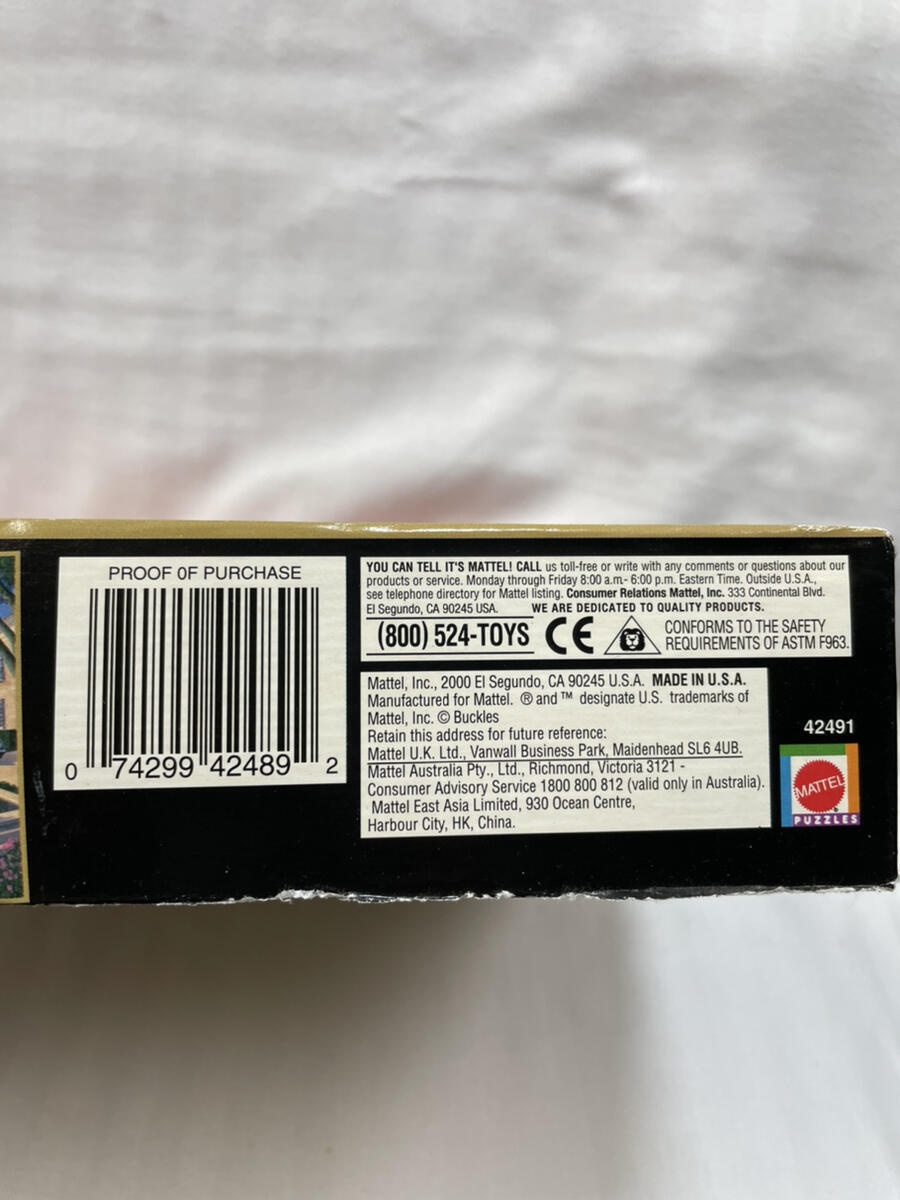 PROOF 0F PURCHASE
0 74299 42489 2
YOU CAN TELL IT'S MATTEL! CALL us toll-free or write with any comments or questions about our
products or service. Monday through Friday 8:00 a.m.- 6:00 p.m. Eastern Time. Outside U.S.A.,
see telephone directory for Mattel listing. Consumer Relations Mattel, Inc. 333 Continental Blvd.
El Segundo, CA 90245 USA. WE ARE DEDICATED TO QUALITY PRODUCTS.
(800) 524-TOYS CE CONFORMS TO THE SAFETY
REQUIREMENTS OF ASTM F963.
Mattel, Inc., 2000 El Segundo, CA 90245 U.S.A. MADE IN U.S.A.
Manufactured for Mattel. ® and ™ designate U.S. trademarks of
Mattel, Inc. © Buckles
Retain this address for future reference:
Mattel U.K. Ltd., Vanwall Business Park, Maidenhead SL6 4UB.
Mattel Australia Pty., Ltd., Richmond, Victoria 3121 -
Consumer Advisory Service 1800 800 812 (valid only in Australia).
Mattel East Asia Limited, 930 Ocean Centre,
Harbour City, HK, China.
42491
MATTEL
®
PUZZLES